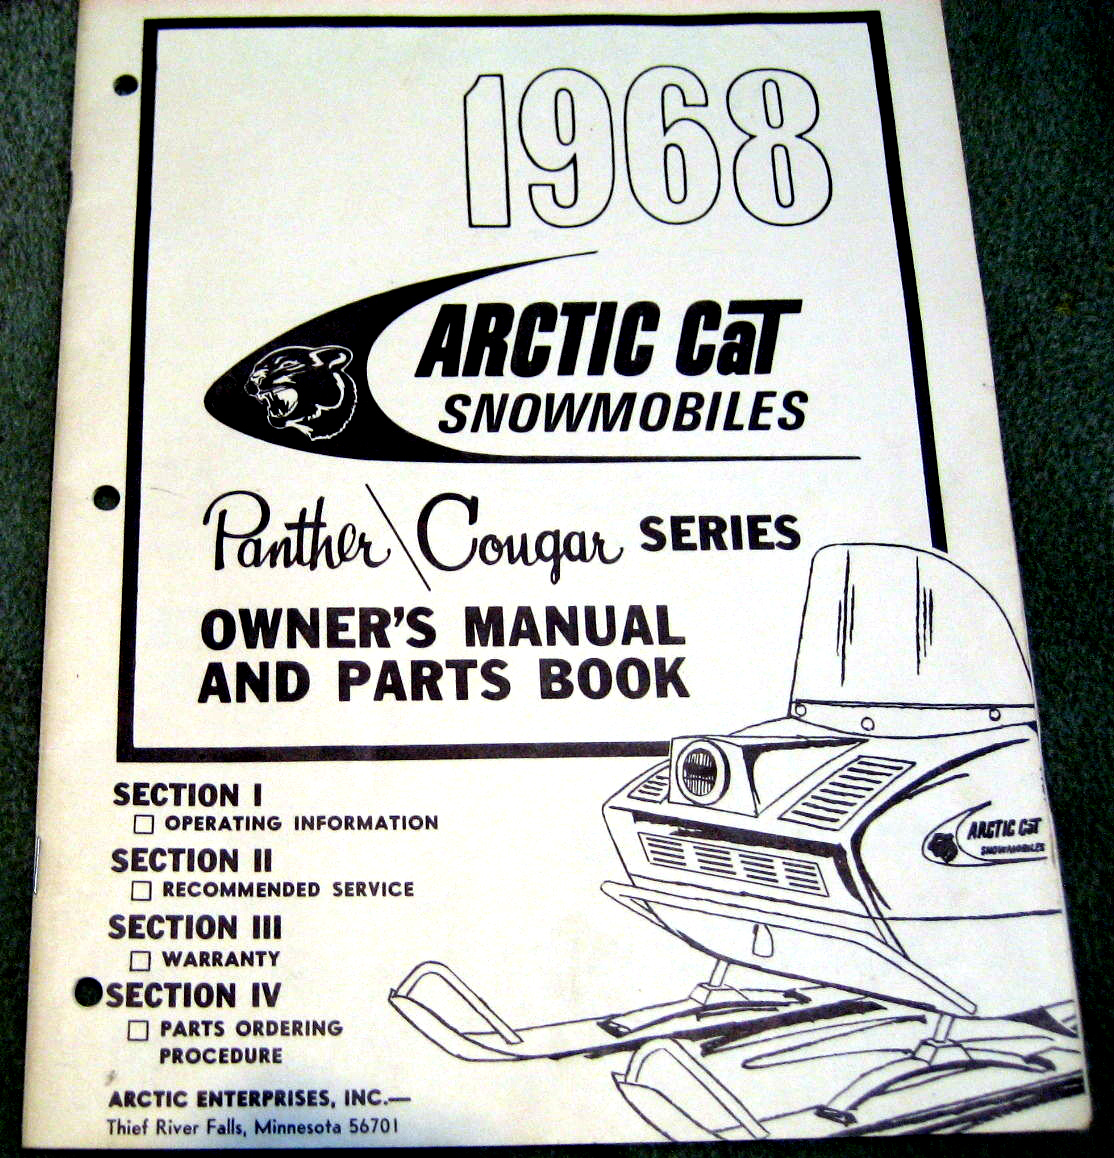 1968
ARCTIC CaT
SNOWMOBILES
Panther\Cougar SERIES
OWNER'S MANUAL
AND PARTS BOOK
SECTION I
OPERATING INFORMATION
SECTION II
RECOMMENDED SERVICE
SECTION III
WARRANTY
SECTION IV
PARTS ORDERING
PROCEDURE
ARCTIC CaT
SNOWMOBILES
ARCTIC ENTERPRISES, INC.—
Thief River Falls, Minnesota 56701